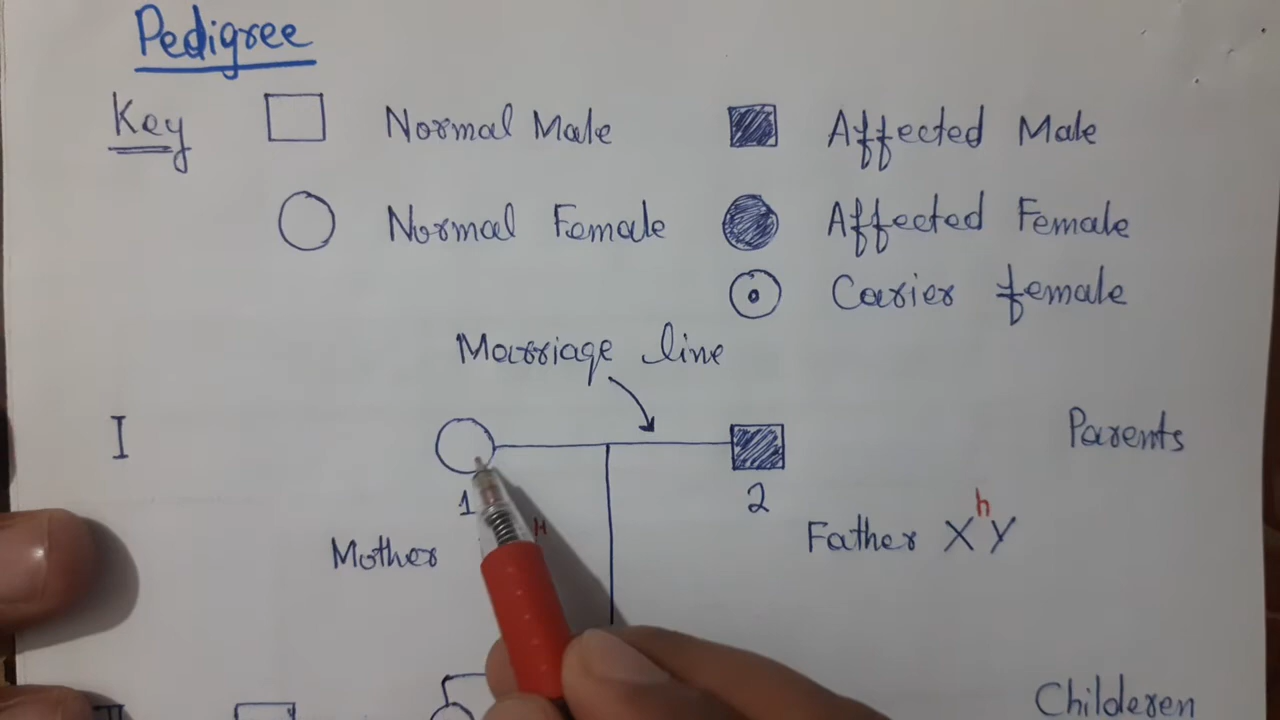 Pedigree
Key
Normal Male
Affected Male
Normal Female
Affected Female
Carier female
Marriage line
I
Parents
1
2
Mother
H
Father XʰY
Childeren